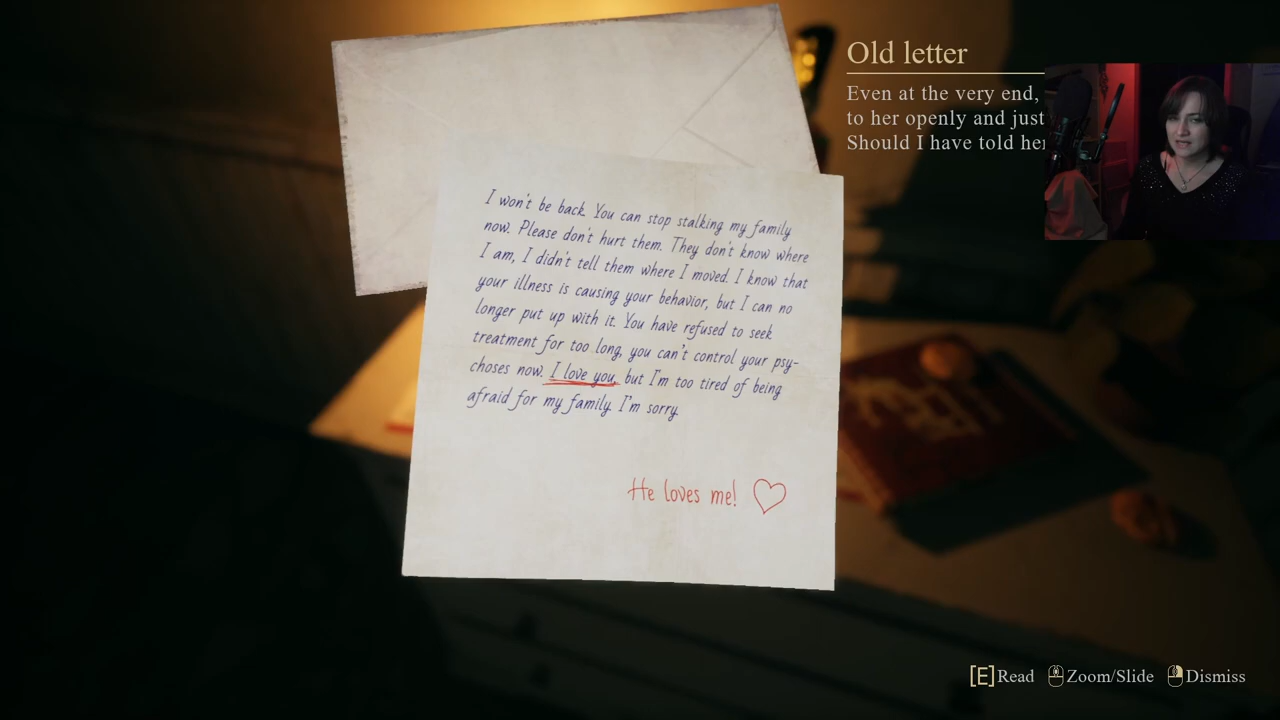 Old letter
Even at the very end,
to her openly and just
Should I have told her
I won't be back. You can stop stalking my family
now. Please don't hurt them. They don't know where
I am, I didn't tell them where I moved. I know that
your illness is causing your behavior, but I can no
longer put up with it. You have refused to seek
treatment for too long, you can't control your psy-
choses now. I love you, but I'm too tired of being
afraid for my family. I'm sorry.
He loves me!
[E]Read Zoom/Slide Dismiss